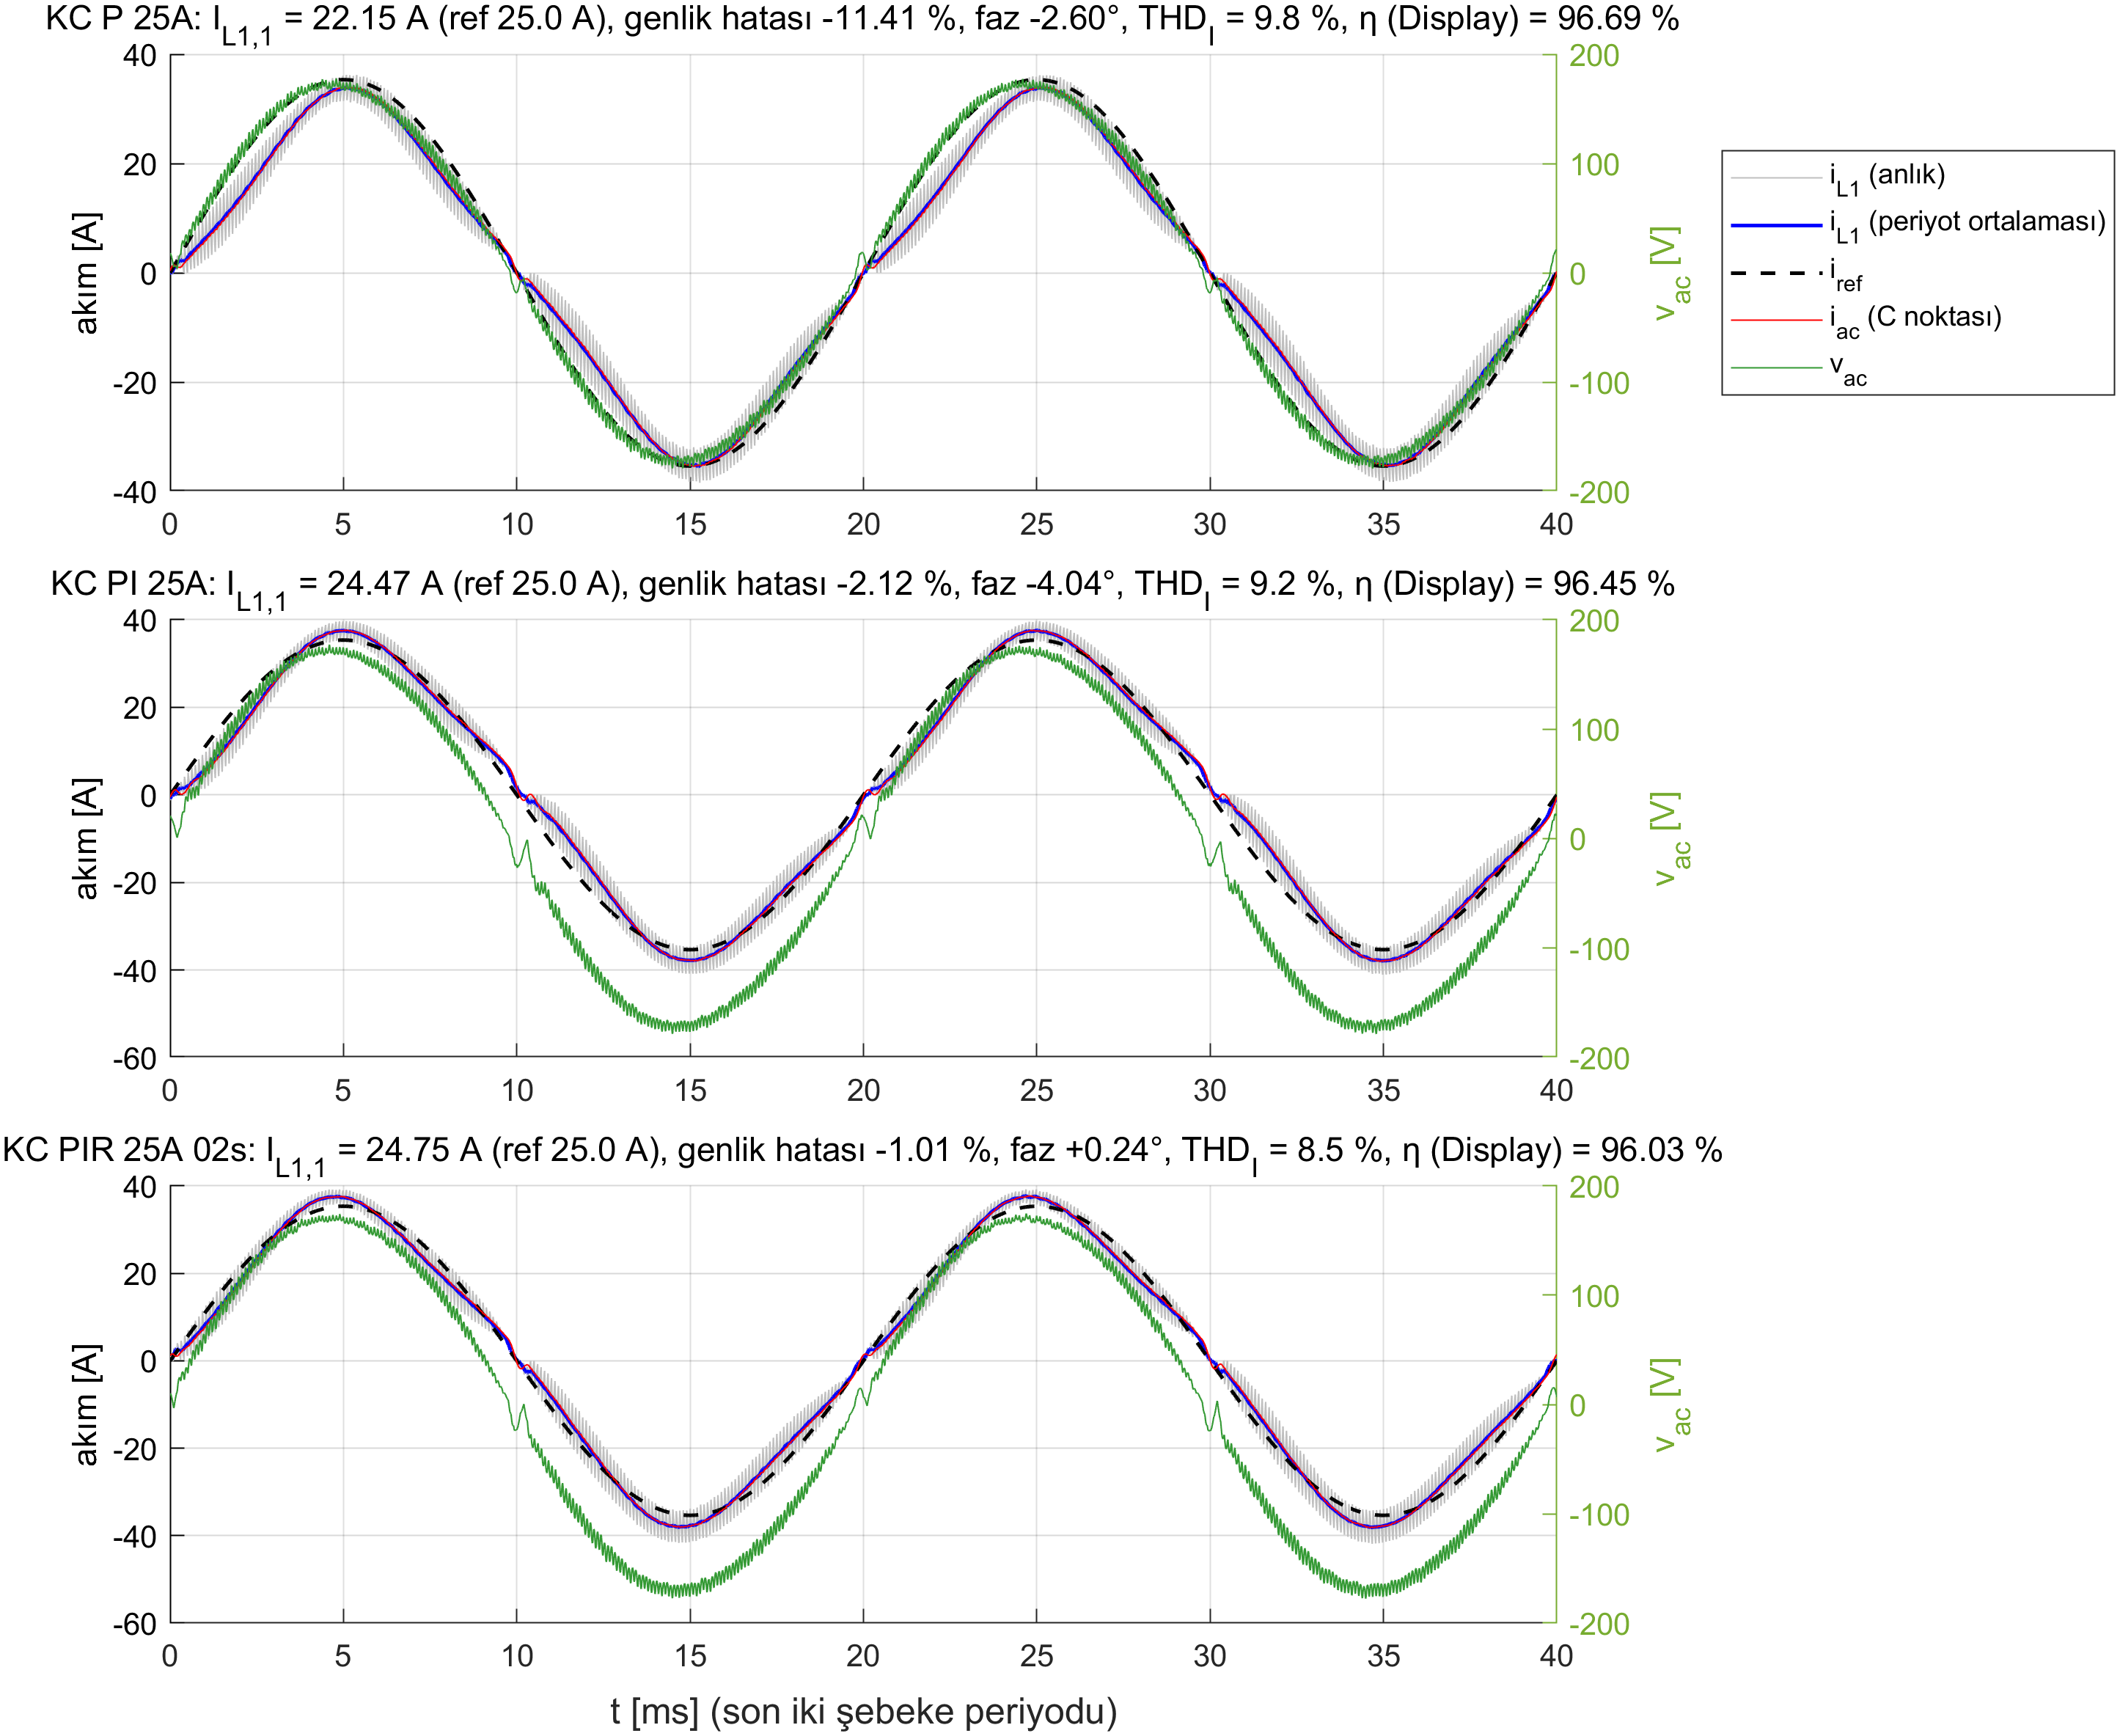 KC P 25A: I_L1,1 = 22.15 A (ref 25.0 A), genlik hatası -11.41 %, faz -2.60°, THD_I = 9.8 %, η (Display) = 96.69 %
40
20
0
-20
-40
akım [A]
200
100
0
-100
-200
v_ac [V]
0 5 10 15 20 25 30 35 40
i_L1 (anlık)
i_L1 (periyot ortalaması)
i_ref
i_ac (C noktası)
v_ac
KC PI 25A: I_L1,1 = 24.47 A (ref 25.0 A), genlik hatası -2.12 %, faz -4.04°, THD_I = 9.2 %, η (Display) = 96.45 %
40
20
0
-20
-40
-60
akım [A]
200
100
0
-100
-200
v_ac [V]
0 5 10 15 20 25 30 35 40
KC PIR 25A 02s: I_L1,1 = 24.75 A (ref 25.0 A), genlik hatası -1.01 %, faz +0.24°, THD_I = 8.5 %, η (Display) = 96.03 %
40
20
0
-20
-40
-60
akım [A]
200
100
0
-100
-200
v_ac [V]
0 5 10 15 20 25 30 35 40
t [ms] (son iki şebeke periyodu)